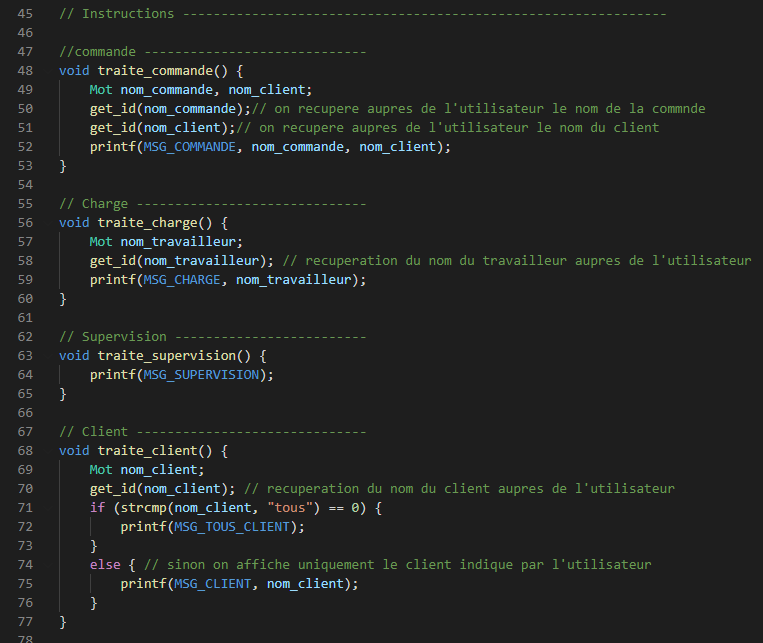 45 // Instructions ---------------------------------------------------------------
46
47 //commande -----------------------------
48 void traite_commande() {
49 Mot nom_commande, nom_client;
50 get_id(nom_commande);// on recupere aupres de l'utilisateur le nom de la commnde
51 get_id(nom_client);// on recupere aupres de l'utilisateur le nom du client
52 printf(MSG_COMMANDE, nom_commande, nom_client);
53 }
54
55 // Charge ------------------------------
56 void traite_charge() {
57 Mot nom_travailleur;
58 get_id(nom_travailleur); // recuperation du nom du travailleur aupres de l'utilisateur
59 printf(MSG_CHARGE, nom_travailleur);
60 }
61
62 // Supervision -------------------------
63 void traite_supervision() {
64 printf(MSG_SUPERVISION);
65 }
66
67 // Client ------------------------------
68 void traite_client() {
69 Mot nom_client;
70 get_id(nom_client); // recuperation du nom du client aupres de l'utilisateur
71 if (strcmp(nom_client, "tous") == 0) {
72 printf(MSG_TOUS_CLIENT);
73 }
74 else { // sinon on affiche uniquement le client indique par l'utilisateur
75 printf(MSG_CLIENT, nom_client);
76 }
77 }
78